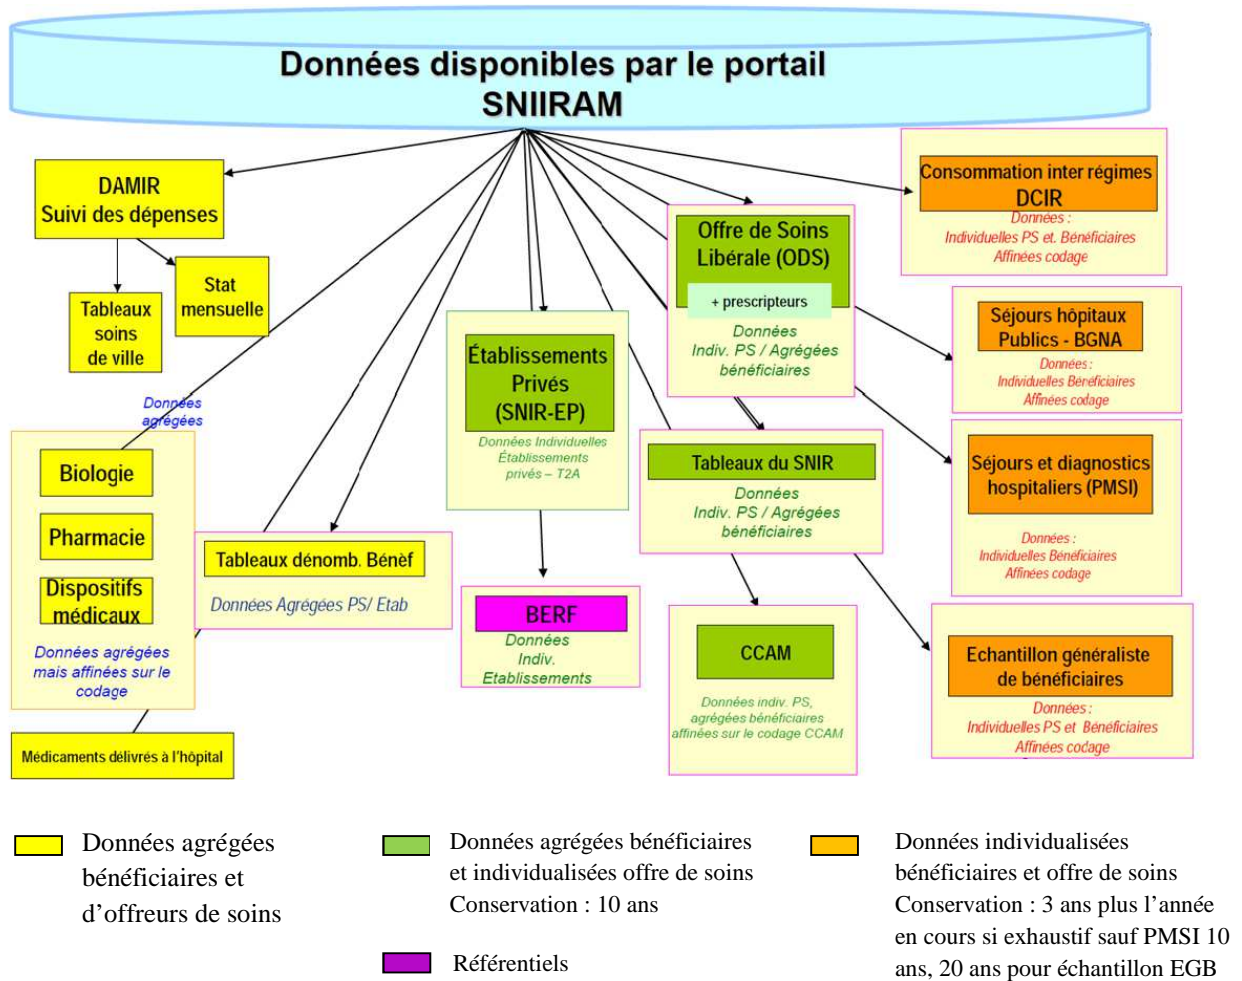 Données disponibles par le portail
SNIIRAM
DAMIR
Suivi des dépenses
Tableaux
soins
de ville
Stat
mensuelle
Données
agrégées
Biologie
Pharmacie
Dispositifs
médicaux
Données agrégées
mais affinées sur le
codage
Médicaments délivrés à l'hôpital
Tableaux dénomb. Bénèf
Données Agrégées PS/ Etab
Établissements
Privés
(SNIR-EP)
Données Individuelles
Établissements
privés – T2A
BERF
Données
Indiv.
Etablissements
Offre de Soins
Libérale (ODS)
+ prescripteurs
Données
Indiv. PS / Agrégées
bénéficiaires
Tableaux du SNIR
Données
Indiv. PS / Agrégées
bénéficiaires
CCAM
Données indiv. PS,
agrégées bénéficiaires
affinées sur le codage CCAM
Consommation inter régimes
DCIR
Données :
Individuelles PS et. Bénéficiaires
Affinées codage
Séjours hôpitaux
Publics - BGNA
Données :
Individuelles Bénéficiaires
Affinées codage
Séjours et diagnostics
hospitaliers (PMSI)
Données :
Individuelles Bénéficiaires
Affinées codage
Echantillon généraliste
de bénéficiaires
Données :
Individuelles PS et Bénéficiaires
Affinées codage
Données agrégées
bénéficiaires et
d'offreurs de soins
Données agrégées bénéficiaires
et individualisées offre de soins
Conservation : 10 ans
Référentiels
Données individualisées
bénéficiaires et offre de soins
Conservation : 3 ans plus l'année
en cours si exhaustif sauf PMSI 10
ans, 20 ans pour échantillon EGB